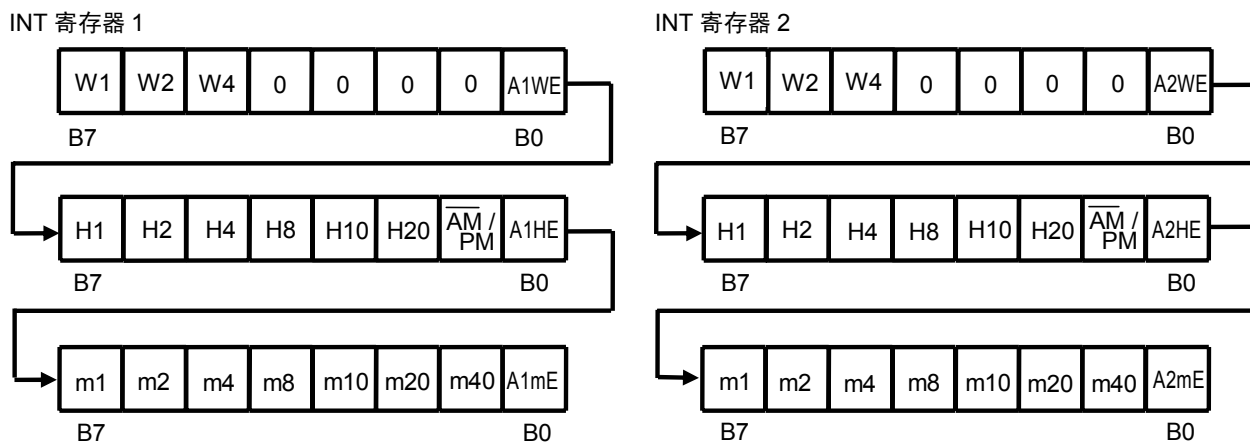 INT 寄存器 1
W1 W2 W4 0 0 0 0 A1WE
B7 B0
H1 H2 H4 H8 H10 H20 A̅M̅ / PM A1HE
B7 B0
m1 m2 m4 m8 m10 m20 m40 A1mE
B7 B0
INT 寄存器 2
W1 W2 W4 0 0 0 0 A2WE
B7 B0
H1 H2 H4 H8 H10 H20 A̅M̅ / PM A2HE
B7 B0
m1 m2 m4 m8 m10 m20 m40 A2mE
B7 B0